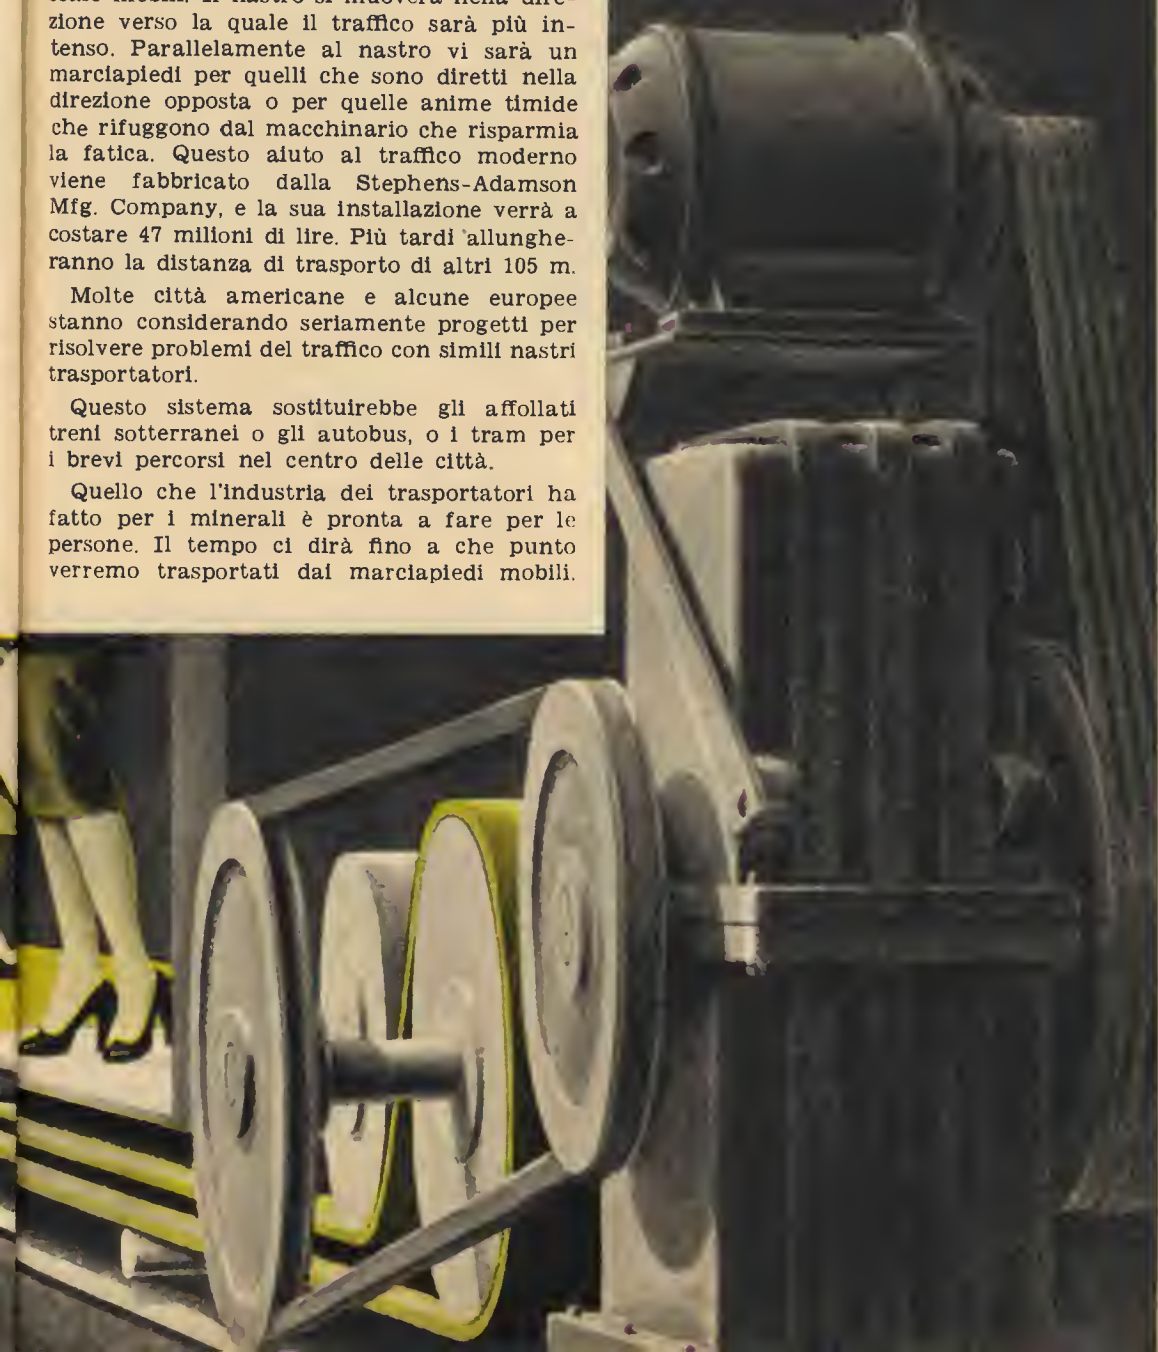 zione verso la quale il traffico sarà più in-
tenso. Parallelamente al nastro vi sarà un
marciapiedi per quelli che sono diretti nella
direzione opposta o per quelle anime timide
che rifuggono dal macchinario che risparmia
la fatica. Questo aiuto al traffico moderno
viene fabbricato dalla Stephens-Adamson
Mfg. Company, e la sua installazione verrà a
costare 47 milioni di lire. Più tardi allunghe-
ranno la distanza di trasporto di altri 105 m.
Molte città americane e alcune europee
stanno considerando seriamente progetti per
risolvere problemi del traffico con simili nastri
trasportatori.
Questo sistema sostituirebbe gli affollati
treni sotterranei o gli autobus, o i tram per
i brevi percorsi nel centro delle città.
Quello che l'industria dei trasportatori ha
fatto per i minerali è pronta a fare per le
persone. Il tempo ci dirà fino a che punto
verremo trasportati dai marciapiedi mobili.